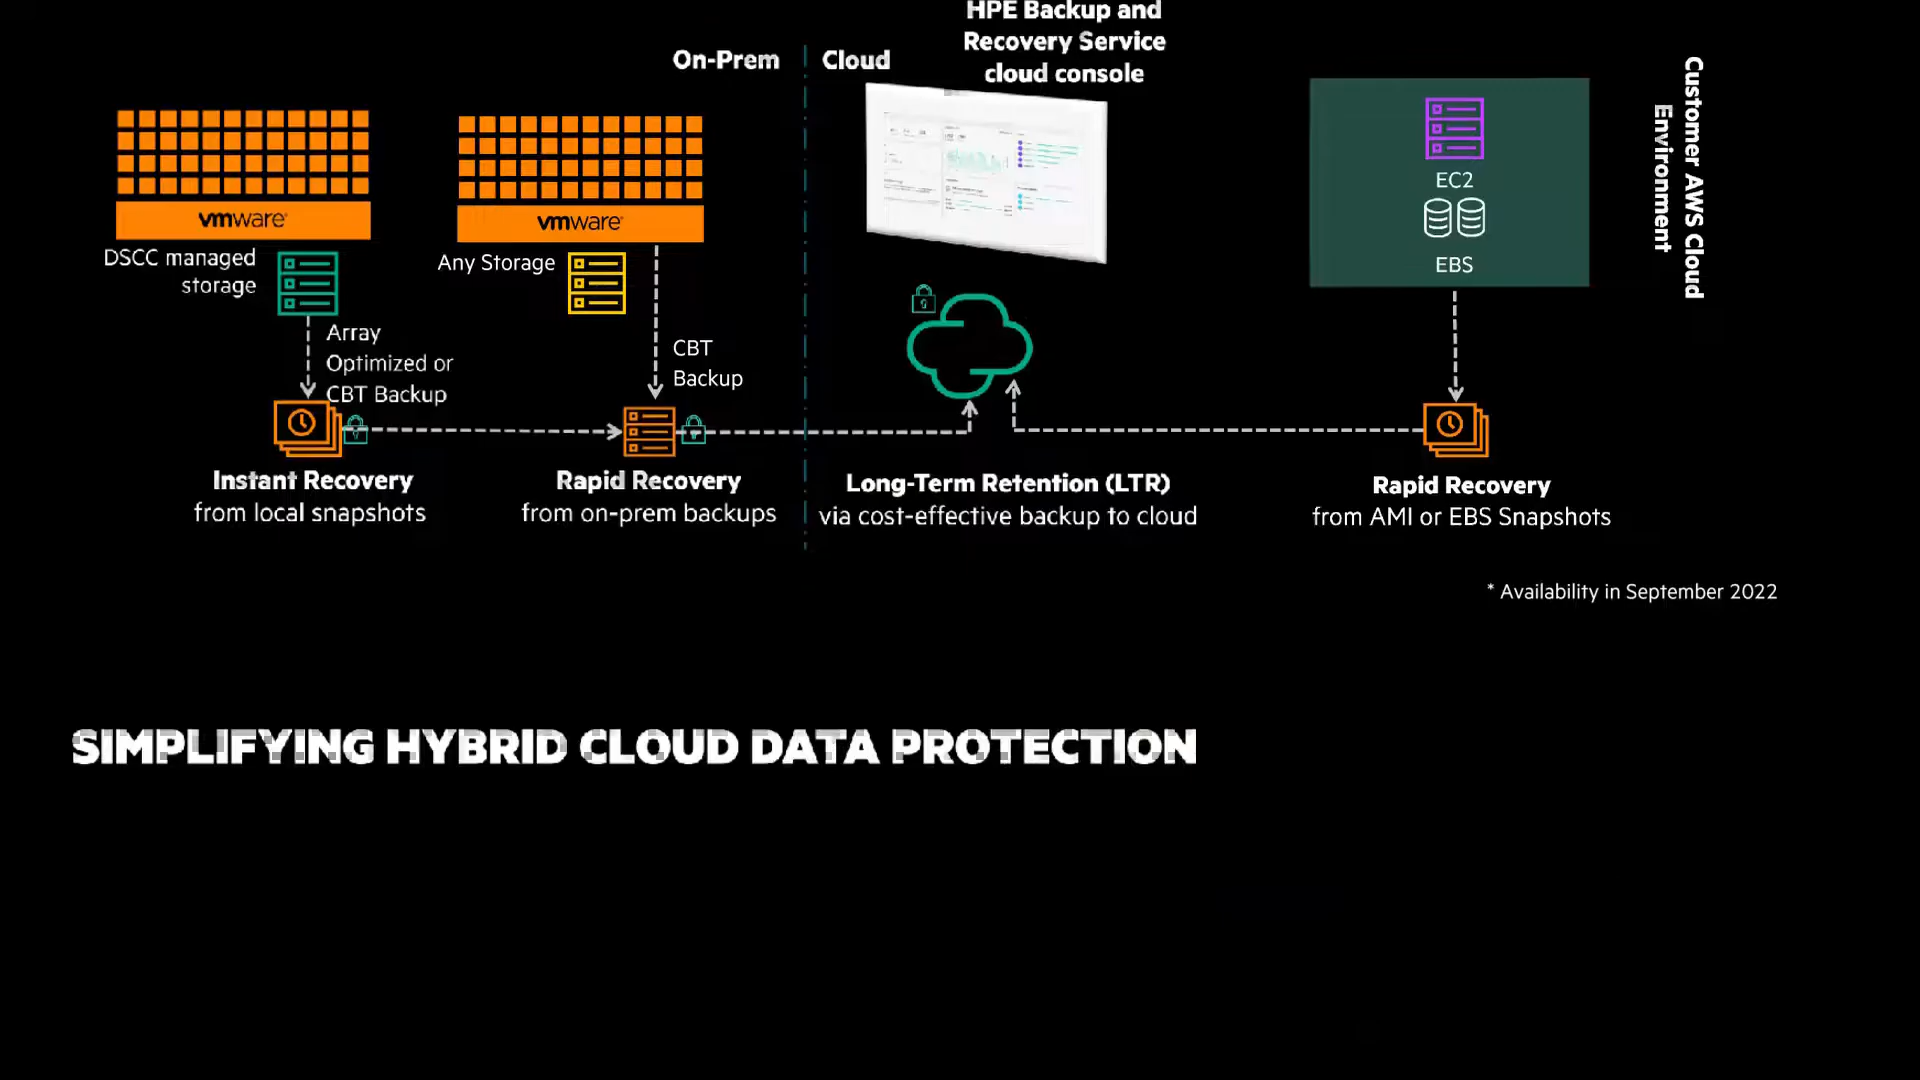 HPE Backup and
Recovery Service
cloud console
On-Prem
Cloud
vmware
DSCC managed
storage
Array
Optimized or
CBT Backup
vmware
Any Storage
CBT
Backup
EC2
EBS
Customer AWS Cloud
Environment
Instant Recovery
from local snapshots
Rapid Recovery
from on-prem backups
Long-Term Retention (LTR)
via cost-effective backup to cloud
Rapid Recovery
from AMI or EBS Snapshots
* Availability in September 2022
SIMPLIFYING HYBRID CLOUD DATA PROTECTION